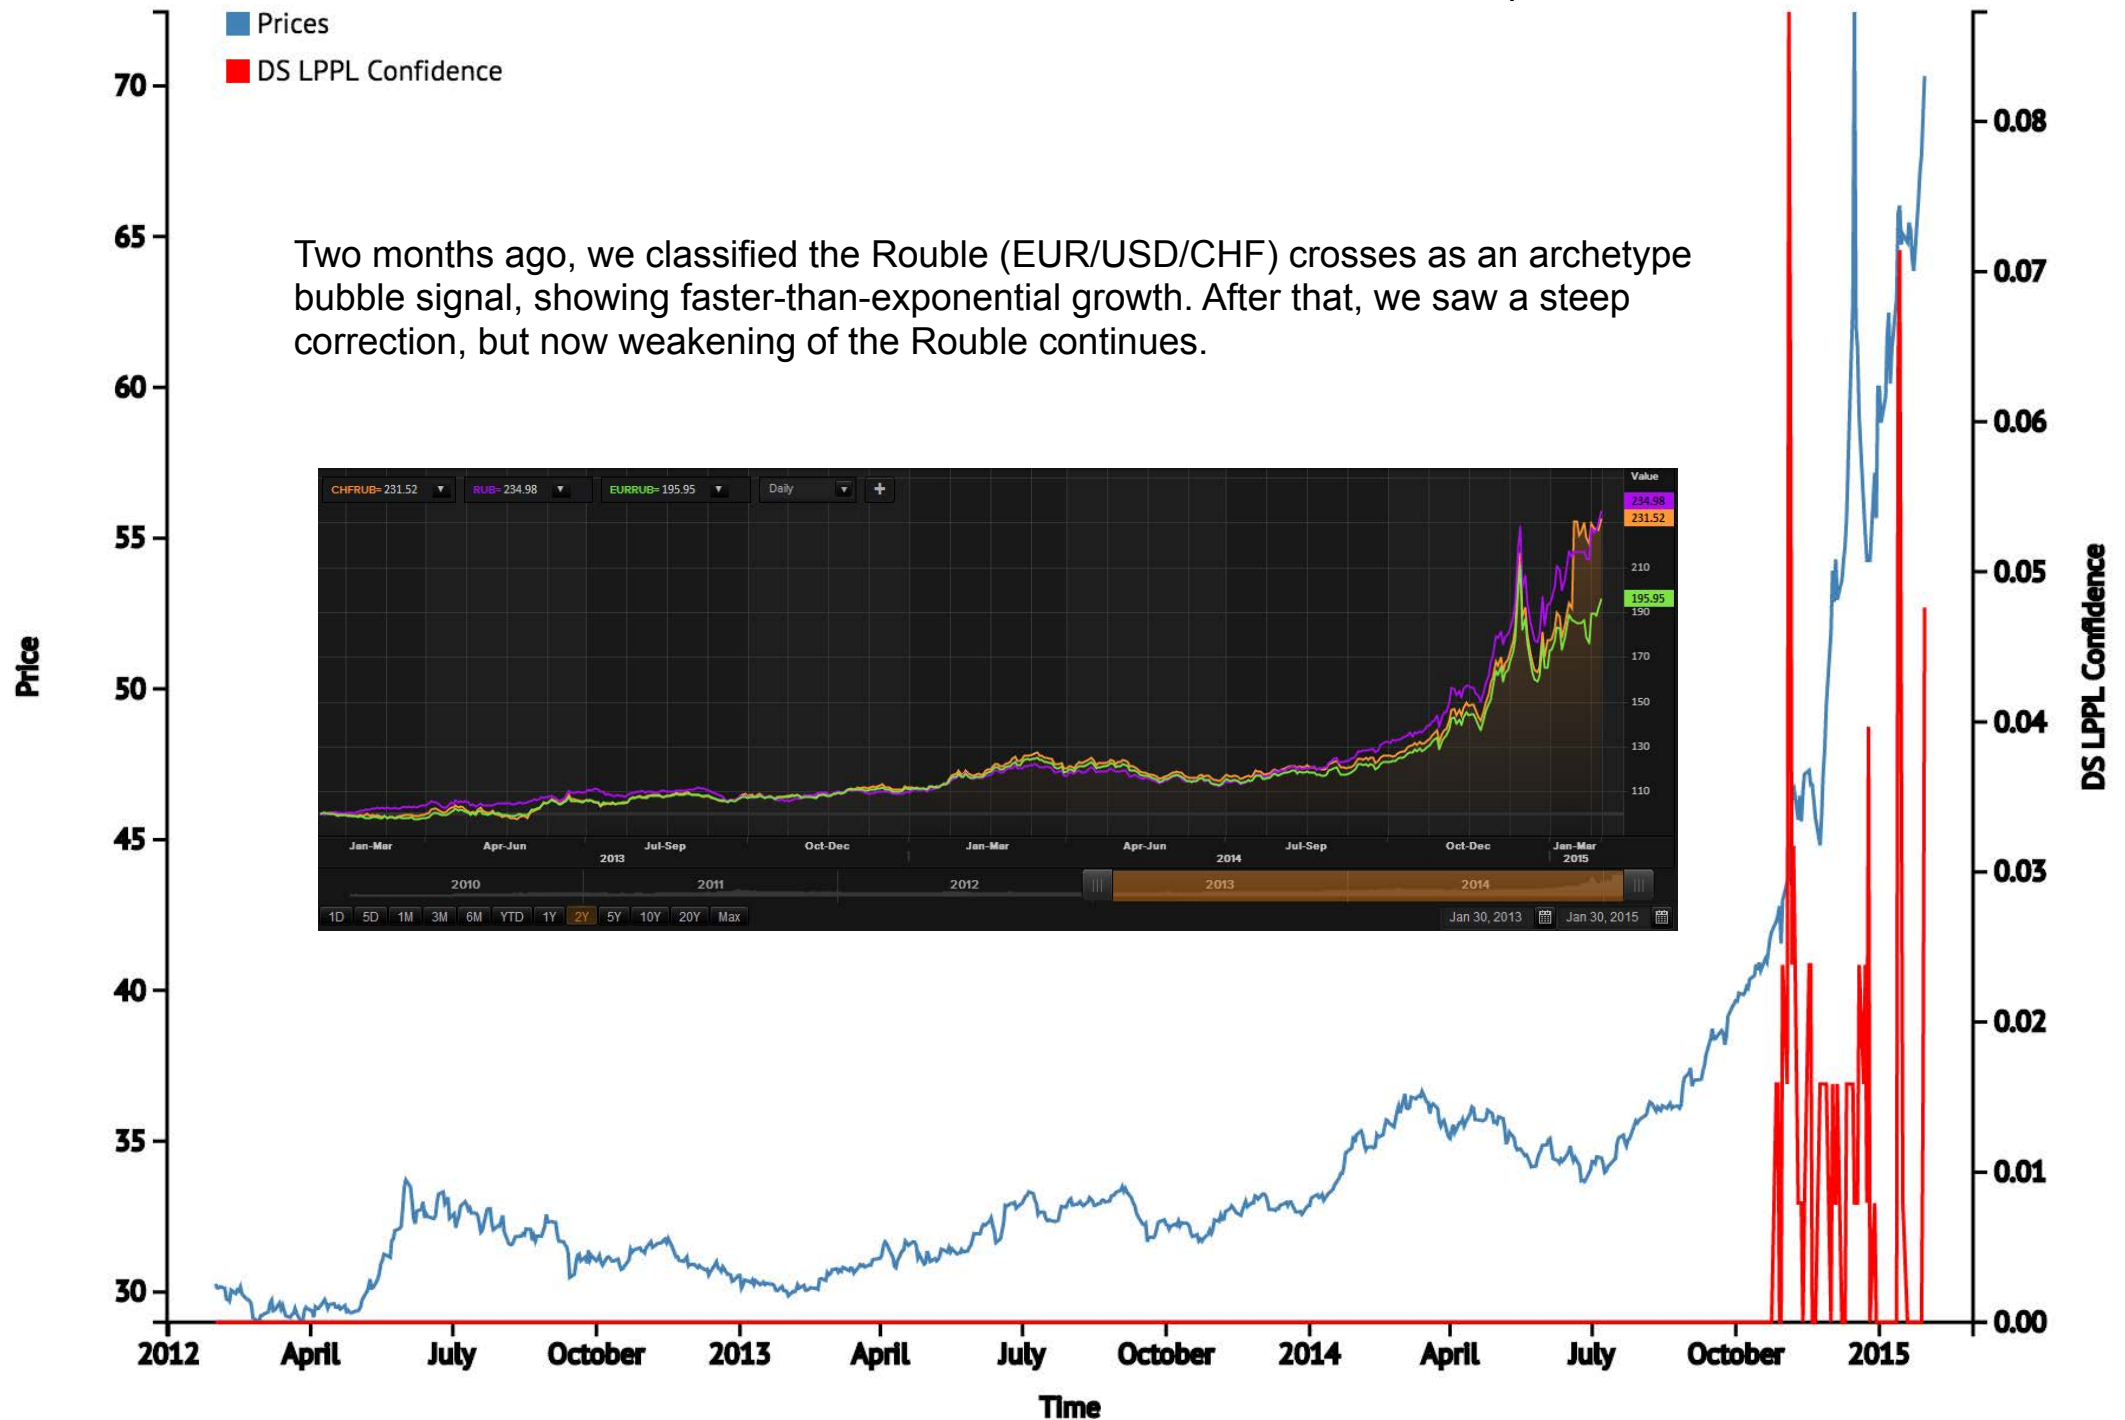 Prices
DS LPPL Confidence
Two months ago, we classified the Rouble (EUR/USD/CHF) crosses as an archetype
bubble signal, showing faster-than-exponential growth. After that, we saw a steep
correction, but now weakening of the Rouble continues.
70
65
60
55
50
45
40
35
30
Price
CHFRUB= 231.52
RUB= 234.98
EURRUB= 195.95
Daily
+
Value
234.98
231.52
210
195.95
190
170
150
130
110
Jan-Mar Apr-Jun Jul-Sep Oct-Dec Jan-Mar Apr-Jun Jul-Sep Oct-Dec Jan-Mar
2013 2014 2015
2010 2011 2012 2013 2014
1D 5D 1M 3M 6M YTD 1Y 2Y 5Y 10Y 20Y Max Jan 30, 2013 Jan 30, 2015
0.08
0.07
0.06
0.05
0.04
0.03
0.02
0.01
0.00
DS LPPL Confidence
2012 April July October 2013 April July October 2014 April July October 2015
Time